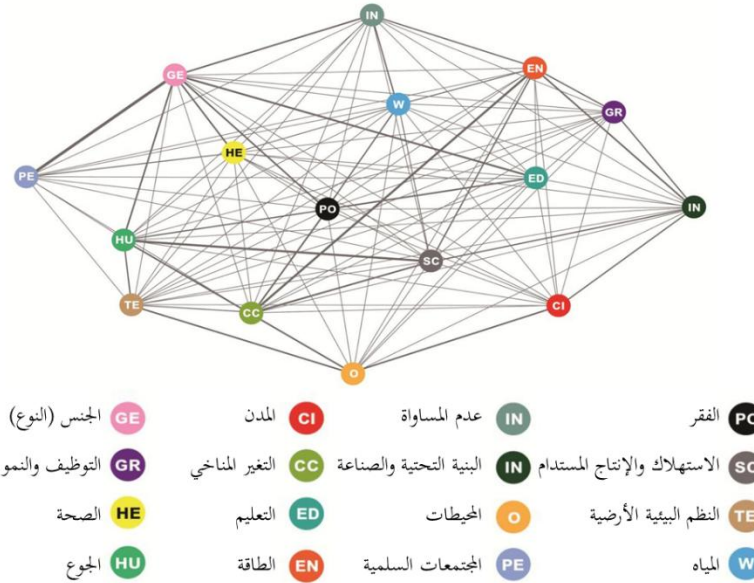 IN
EN
GE
W
GR
HE
PE
ED
PO
IN
HU
SC
TE
CC
CI
O
PO الفقر IN عدم المساواة CI المدن GE الجنس (النوع)
SC الاستهلاك والإنتاج المستدام IN البنية التحتية والصناعة CC التغير المناخي GR التوظيف والنمو
TE النظم البيئية الأرضية O المحيطات ED التعليم HE الصحة
W المياه PE المجتمعات السلمية EN الطاقة HU الجوع